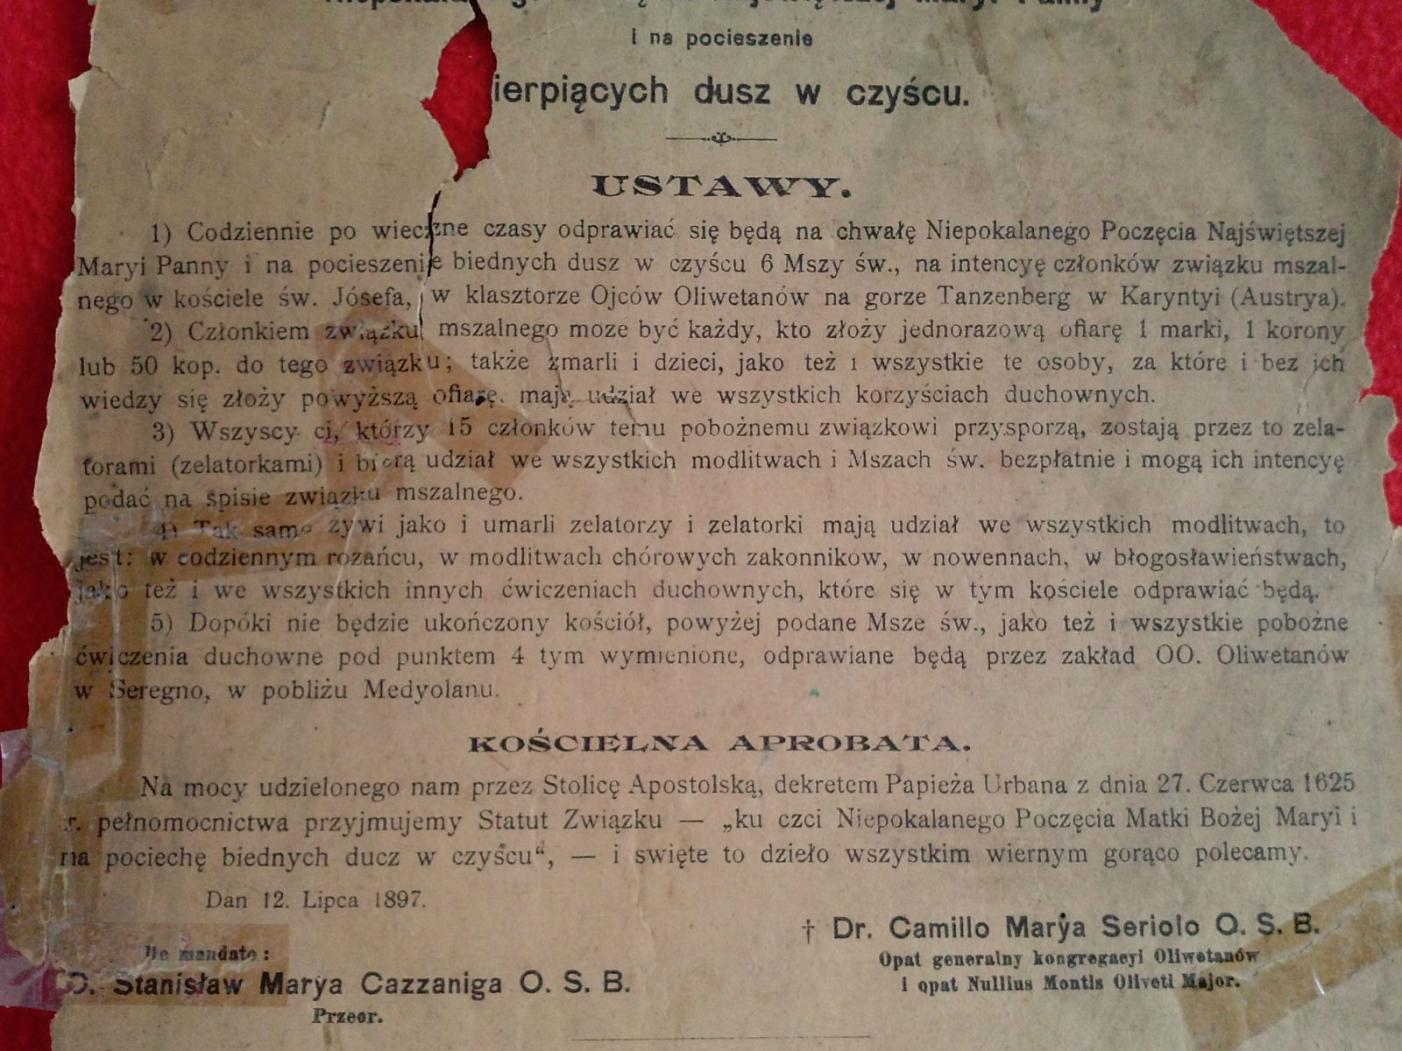 i na pocieszenie
ierpiących dusz w czyścu.
USTAWY.
1) Codziennie po wieczne czasy odprawiać się będą na chwałę Niepokalanego Poczęcia Najświętszej
Maryi Panny i na pocieszenie biednych dusz w czyścu 6 Mszy św., na intencyę członków związku mszal-
nego w kościele św. Jósefa, w klasztorze Ojców Oliwetanów na gorze Tanzenberg w Karyntyi (Austrya).
2) Członkiem związku mszalnego moze być każdy, kto złoży jednorazową ofiarę 1 marki, 1 korony
lub 50 kop. do tego związku; także zmarli i dzieci, jako też i wszystkie te osoby, za które i bez ich
wiedzy się złoży powyższą ofiarę, mają udział we wszystkich korzyściach duchownych.
3) Wszyscy ci, którzy 15 członków temu pobożnemu związkowi przysporzą, zostają przez to zela-
torami (zelatorkami) i biorą udział we wszystkich modlitwach i Mszach św. bezpłatnie i mogą ich intencyę
podać na spisie związku mszalnego.
4) Tak samo żywi jako i umarli zelatorzy i zelatorki mają udział we wszystkich modlitwach, to
jest: w codziennym rożańcu, w modlitwach chórowych zakonników, w nowennach, w błogosławieństwach,
jako też i we wszystkich innych ćwiczeniach duchownych, które się w tym kościele odprawiać będą.
5) Dopóki nie będzie ukończony kościół, powyżej podane Msze św., jako też i wszystkie pobożne
ćwiczenia duchowne pod punktem 4 tym wymienione, odprawiane będą przez zakład OO. Oliwetanów
w Seregno, w pobliżu Medyolanu.
KOŚCIELNA APROBATA.
Na mocy udzielonego nam przez Stolicę Apostolską, dekretem Papieża Urbana z dnia 27. Czerwca 1625
r. pełnomocnictwa przyjmujemy Statut Związku — „ku czci Niepokalanego Poczęcia Matki Bożej Maryi i
na pociechę biednych ducz w czyścu“, — i swięte to dzieło wszystkim wiernym gorąco polecamy.
Dan 12. Lipca 1897.
† Dr. Camillo Marya Seriolo O. S. B.
Opat generalny kongregacyi Oliwetanów
i opat Nullius Montis Oliveti Major.
De mandato:
D. Stanisław Marya Cazzaniga O. S. B.
Przeor.